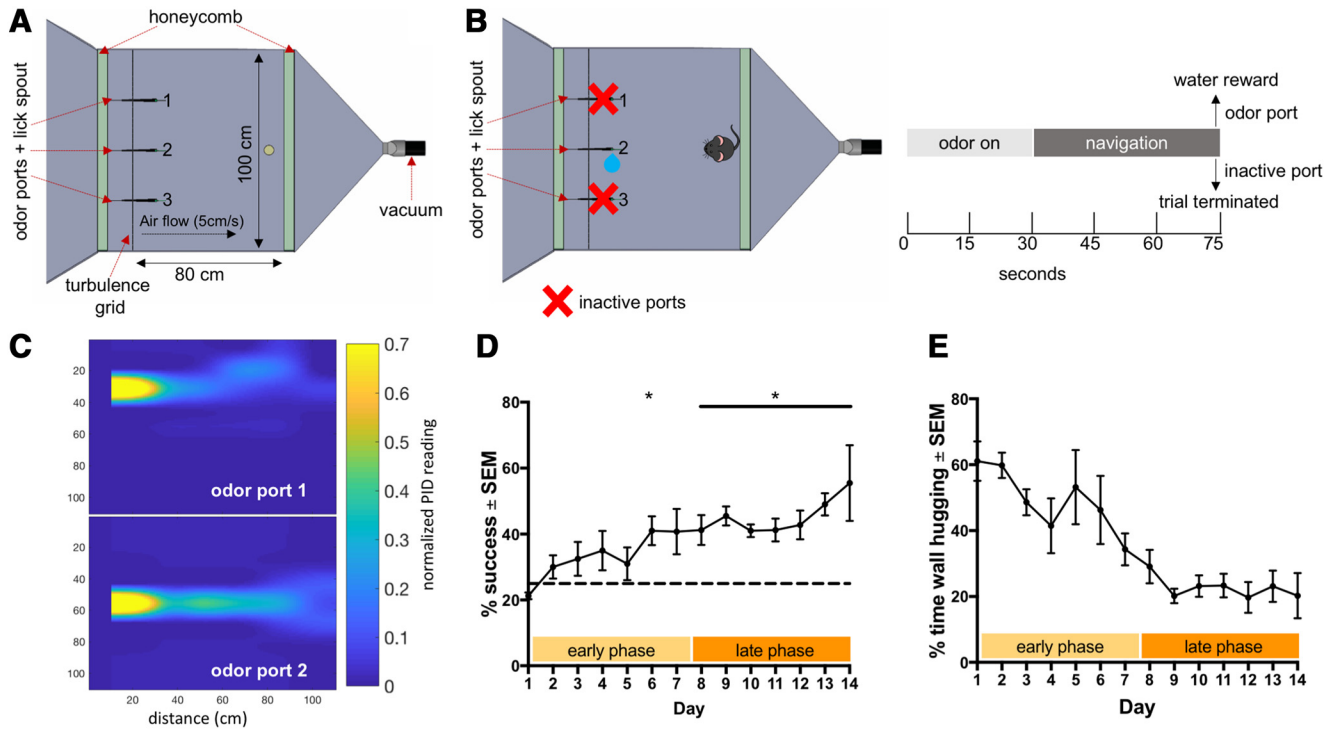 A
honeycomb
odor ports + lick spout
1
2
3
100 cm
Air flow (5cm/s)
80 cm
turbulence
grid
vacuum
B
odor ports + lick spout
1
2
3
inactive ports
water reward
odor port
odor on
navigation
inactive port
trial terminated
0
15
30
45
60
75
seconds
C
20
40
60
80
100
odor port 1
20
40
60
80
100
odor port 2
20
40
60
80
100
distance (cm)
0.7
0.6
0.5
0.4
0.3
0.2
0.1
0
normalized PID reading
D
% success ± SEM
80
60
40
20
0
*
*
early phase
late phase
1 2 3 4 5 6 7 8 9 10 11 12 13 14
Day
E
% time wall hugging ± SEM
80
60
40
20
0
early phase
late phase
1 2 3 4 5 6 7 8 9 10 11 12 13 14
Day